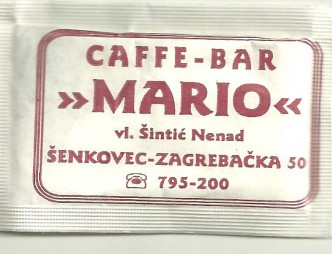 CAFFE-BAR
»MARIO«
vl. Šintić Nenad
ŠENKOVEC-ZAGREBAČKA 50
☎ 795-200